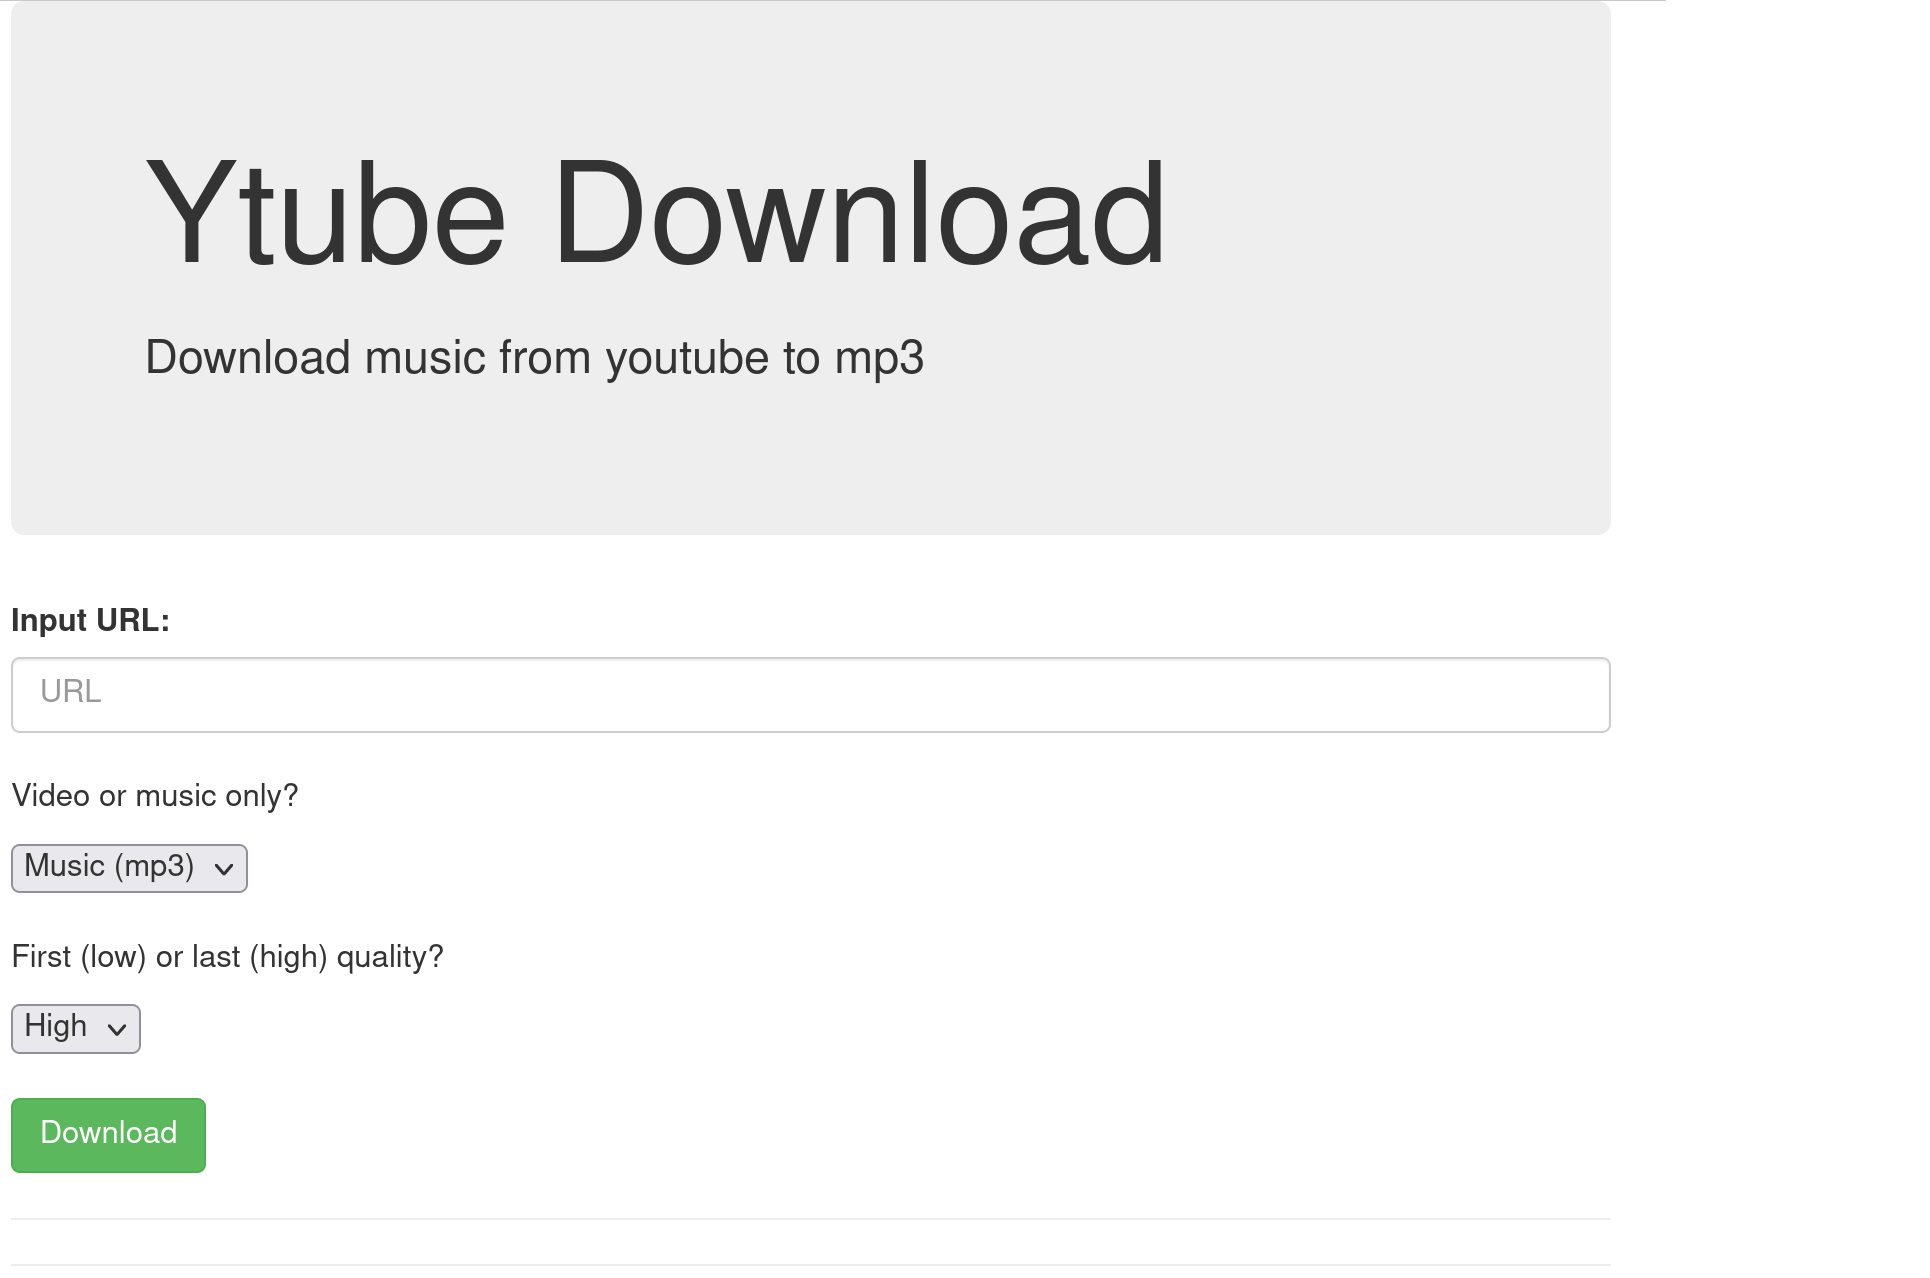 Ytube Download
Download music from youtube to mp3
Input URL:
URL
Video or music only?
Music (mp3)
First (low) or last (high) quality?
High
Download